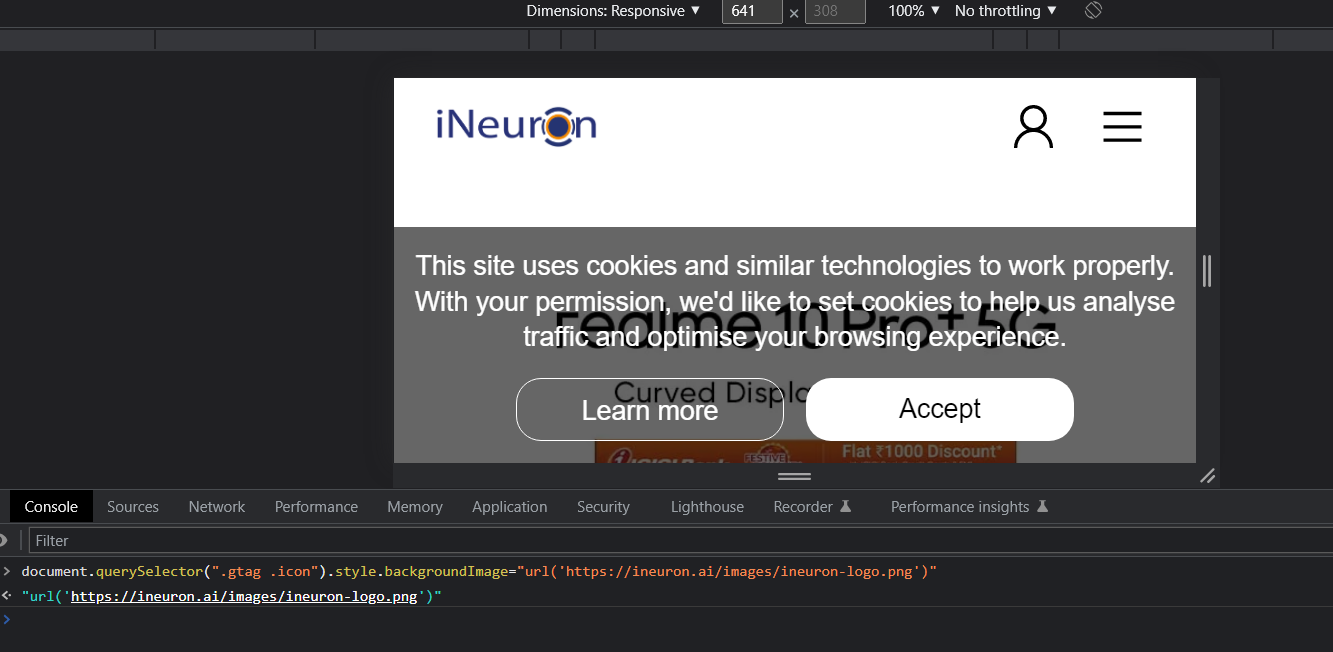 Dimensions: Responsive ▼ 641 × 308 100% ▼ No throttling ▼
iNeuron
This site uses cookies and similar technologies to work properly.
With your permission, we'd like to set cookies to help us analyse
traffic and optimise your browsing experience.
realme 10 Pro+ 5G
Curved Displa
Learn more Accept
FESTIVE Flat ₹1000 Discount*
Console Sources Network Performance Memory Application Security Lighthouse Recorder Performance insights
Filter
> document.querySelector(".gtag .icon").style.backgroundImage="url('https://ineuron.ai/images/ineuron-logo.png')"
"url('https://ineuron.ai/images/ineuron-logo.png')"
>